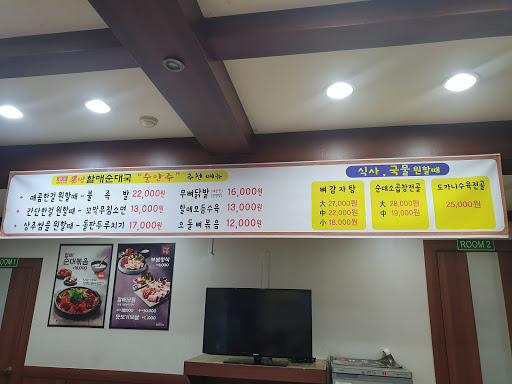 할매순대국 "술안주" 추천메뉴
매콤한걸 원할때 - 불족발 22,000원
간단한걸 원할때 - 꼬막무침소면 13,000원
상추쌈을 원할때 - 돌판두루치기 17,000원
무뼈닭발 16,000원
할매모듬수육 13,000원
오돌뼈볶음 12,000원
식사. 국물 원할때
뼈감자탕
大 27,000원
中 22,000원
小 18,000원
순대소곱창전골
大 28,000원
中 19,000원
도가니수육전골
25,000원
ROOM 1
ROOM 2
할매
순대볶음